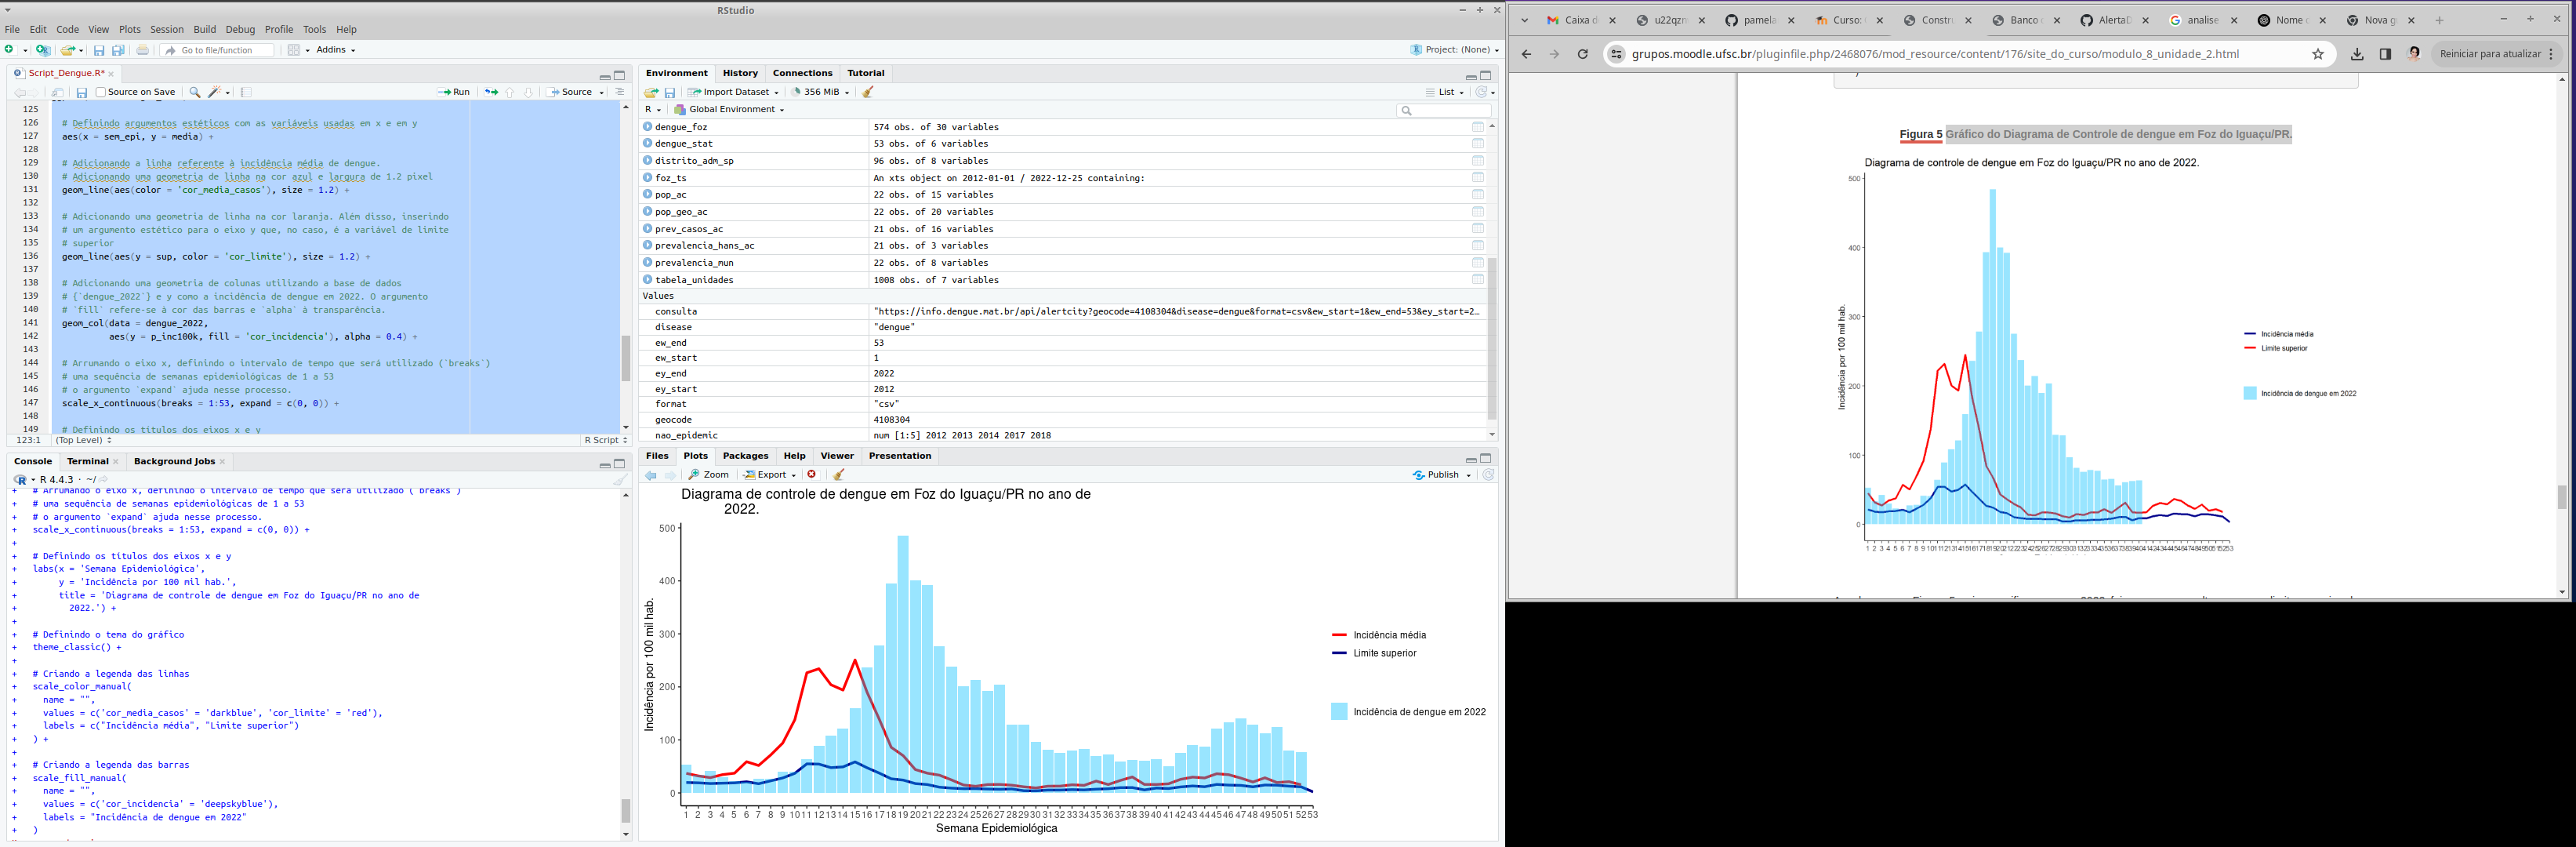 RStudio
File Edit Code View Plots Session Build Debug Profile Tools Help
Go to file/function
Addins
Project: (None)
Script_Dengue.R*
Source on Save
Run
Source
125
126 # Definindo argumentos estéticos com as variáveis usadas em x e em y
127 aes(x = sem_epi, y = media) +
128
129 # Adicionando a linha referente à incidência média de dengue.
130 # Adicionando uma geometria de linha na cor azul e largura de 1.2 pixel
131 geom_line(aes(color = 'cor_media_casos'), size = 1.2) +
132
133 # Adicionando uma geometria de linha na cor laranja. Além disso, inserindo
134 # um argumento estético para o eixo y que, no caso, é a variável de limite
135 # superior
136 geom_line(aes(y = sup, color = 'cor_limite'), size = 1.2) +
137
138 # Adicionando uma geometria de colunas utilizando a base de dados
139 # {`dengue_2022`} e y como a incidência de dengue em 2022. O argumento
140 # `fill` refere-se à cor das barras e `alpha` à transparência.
141 geom_col(data = dengue_2022,
142 aes(y = p_inc100k, fill = 'cor_incidencia'), alpha = 0.4) +
143
144 # Arrumando o eixo x, definindo o intervalo de tempo que será utilizado (`breaks`)
145 # uma sequência de semanas epidemiológicas de 1 a 53
146 # o argumento `expand` ajuda nesse processo.
147 scale_x_continuous(breaks = 1:53, expand = c(0, 0)) +
148
149 # Definindo os títulos dos eixos x e y
123:1 (Top Level) R Script
Console Terminal Background Jobs
R 4.4.3 · ~/
+ # Arrumando o eixo x, definindo o intervalo de tempo que será utilizado (`breaks`)
+ # uma sequência de semanas epidemiológicas de 1 a 53
+ # o argumento `expand` ajuda nesse processo.
+ scale_x_continuous(breaks = 1:53, expand = c(0, 0)) +
+
+ # Definindo os títulos dos eixos x e y
+ labs(x = 'Semana Epidemiológica',
+ y = 'Incidência por 100 mil hab.',
+ title = 'Diagrama de controle de dengue em Foz do Iguaçu/PR no ano de
+ 2022.') +
+
+ # Definindo o tema do gráfico
+ theme_classic() +
+
+ # Criando a legenda das linhas
+ scale_color_manual(
+ name = "",
+ values = c('cor_media_casos' = 'darkblue', 'cor_limite' = 'red'),
+ labels = c("Incidência média", "Limite superior")
+ ) +
+
+ # Criando a legenda das barras
+ scale_fill_manual(
+ name = "",
+ values = c('cor_incidencia' = 'deepskyblue'),
+ labels = "Incidência de dengue em 2022"
+ )
Environment History Connections Tutorial
Import Dataset 356 MiB List
R Global Environment
dengue_foz 574 obs. of 30 variables
dengue_stat 53 obs. of 6 variables
distrito_adm_sp 96 obs. of 8 variables
foz_ts An xts object on 2012-01-01 / 2022-12-25 containing:
pop_ac 22 obs. of 15 variables
pop_geo_ac 22 obs. of 20 variables
prev_casos_ac 21 obs. of 16 variables
prevalencia_hans_ac 21 obs. of 3 variables
prevalencia_mun 22 obs. of 8 variables
tabela_unidades 1008 obs. of 7 variables
Values
consulta "https://info.dengue.mat.br/api/alertcity?geocode=4108304&disease=dengue&format=csv&ew_start=1&ew_end=53&ey_start=2…
disease "dengue"
ew_end 53
ew_start 1
ey_end 2022
ey_start 2012
format "csv"
geocode 4108304
nao_epidemic num [1:5] 2012 2013 2014 2017 2018
Files Plots Packages Help Viewer Presentation
Zoom Export Publish
Diagrama de controle de dengue em Foz do Iguaçu/PR no ano de
2022.
500
400
300
200
100
0
Incidência por 100 mil hab.
1 2 3 4 5 6 7 8 9 10 11 12 13 14 15 16 17 18 19 20 21 22 23 24 25 26 27 28 29 30 31 32 33 34 35 36 37 38 39 40 41 42 43 44 45 46 47 48 49 50 51 52 53
Semana Epidemiológica
Incidência média
Limite superior
Incidência de dengue em 2022
Caixa d u22qzr pamela Curso: Constru Banco AlertaD analise Nome Nova g
grupos.moodle.ufsc.br/pluginfile.php/2468076/mod_resource/content/176/site_do_curso/modulo_8_unidade_2.html
Reiniciar para atualizar
Figura 5 Gráfico do Diagrama de Controle de dengue em Foz do Iguaçu/PR.
Diagrama de controle de dengue em Foz do Iguaçu/PR no ano de 2022.
500
400
300
200
100
0
Incidência por 100 mil hab.
1 2 3 4 5 6 7 8 9 10 11 12 13 14 15 16 17 18 19 20 21 22 23 24 25 26 27 28 29 30 31 32 33 34 35 36 37 38 39 40 41 42 43 44 45 46 47 48 49 50 51 52 53
Incidência média
Limite superior
Incidência de dengue em 2022